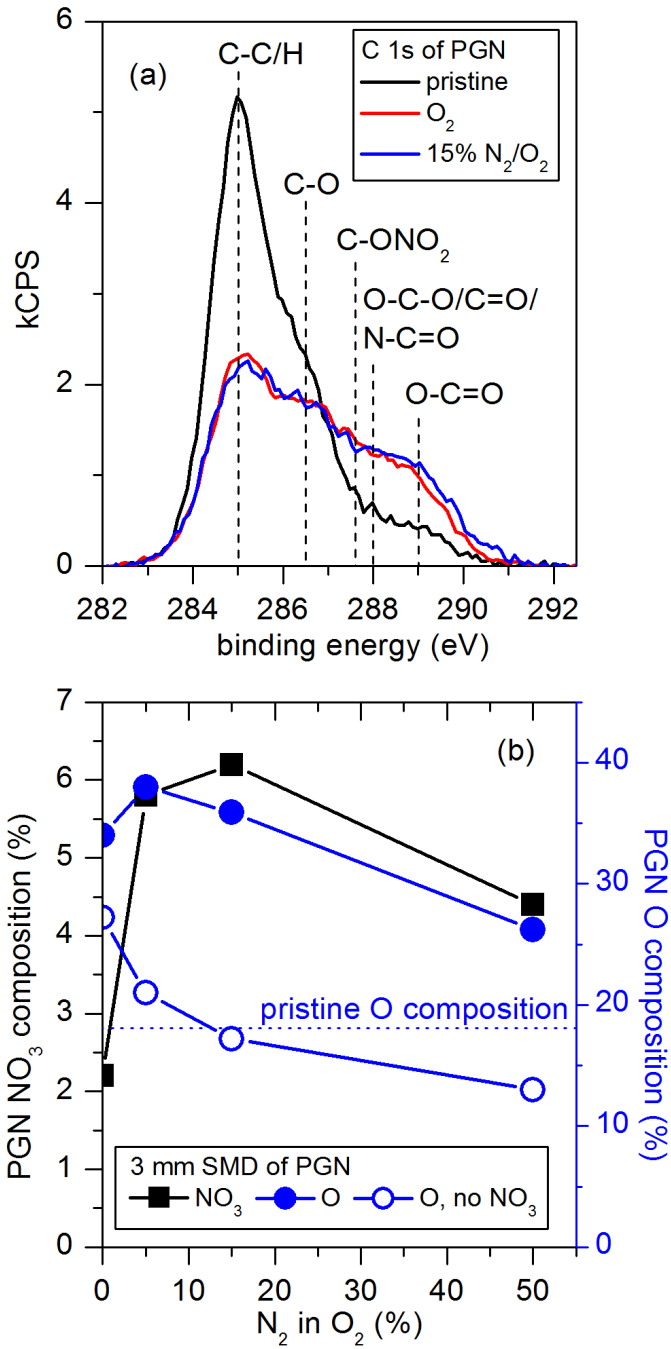 6
4
2
0
kCPS
(a)
C-C/H
C-O
C-ONO₂
O-C-O/C=O/
N-C=O
O-C=O
C 1s of PGN
pristine
O₂
15% N₂/O₂
282 284 286 288 290 292
binding energy (eV)
7
6
5
4
3
2
1
0
PGN NO₃ composition (%)
(b)
pristine O composition
3 mm SMD of PGN
NO₃ O O, no NO₃
40
30
20
10
0
PGN O composition (%)
0 10 20 30 40 50
N₂ in O₂ (%)